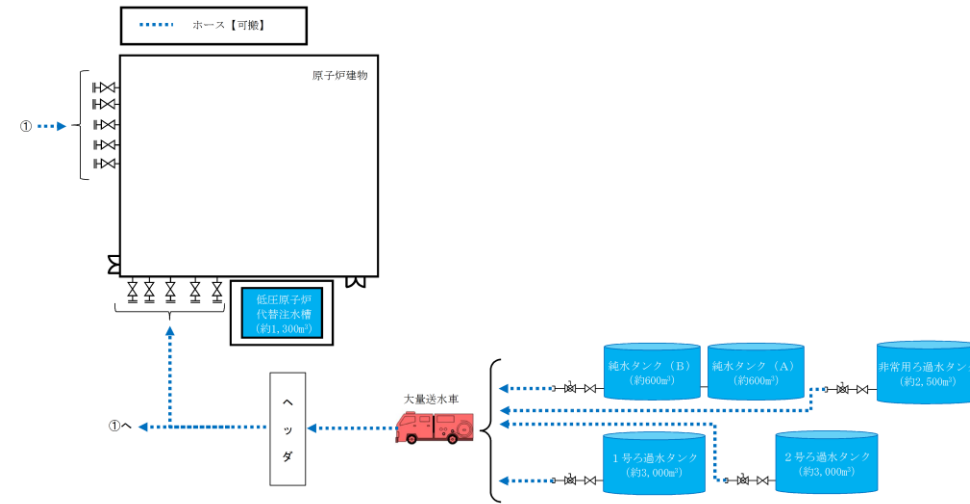 ホース【可搬】
原子炉建物
①
低圧原子炉
代替注水槽
(約1,300m³)
純水タンク（B）
(約600m³)
純水タンク（A）
(約600m³)
非常用ろ過水タンク
(約2,500m³)
大量送水車
ヘッダ
①へ
１号ろ過水タンク
(約3,000m³)
２号ろ過水タンク
(約3,000m³)